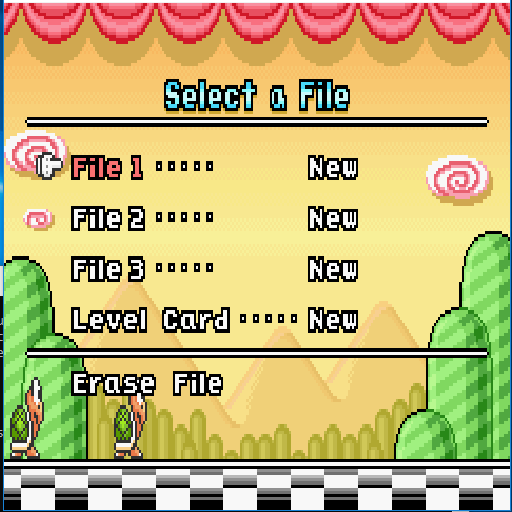 Select a File
File 1 ····· New
File 2 ····· New
File 3 ····· New
Level Card ····· New
Erase File